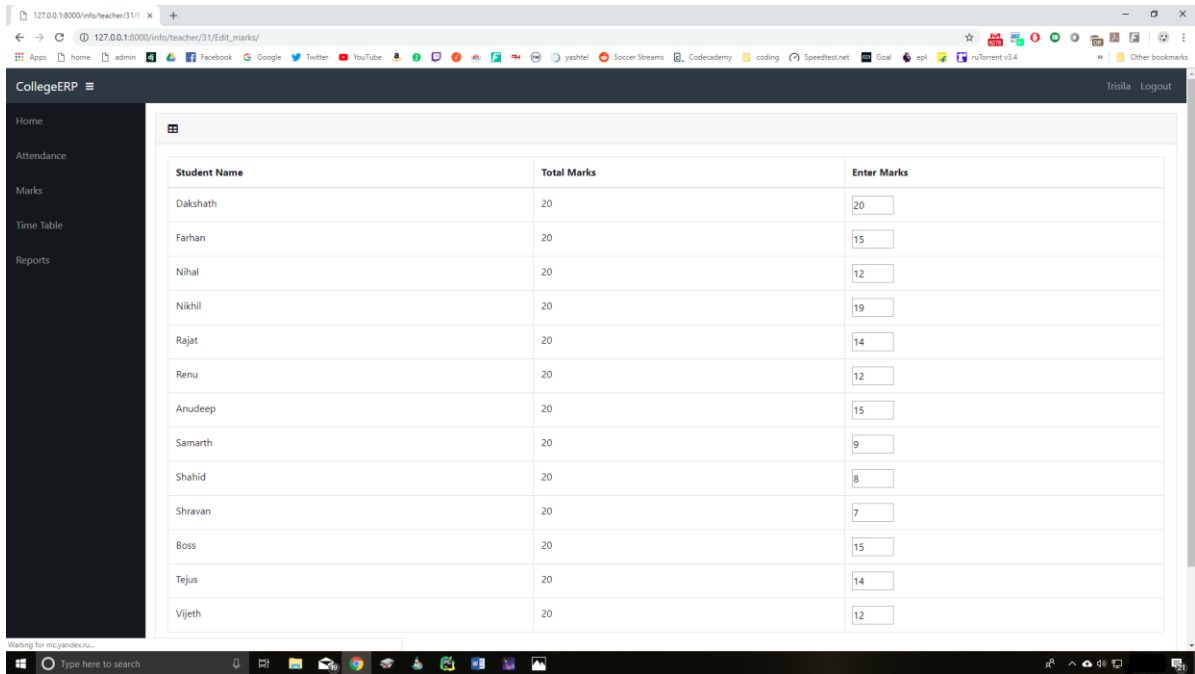 127.0.0.1:8000/info/teacher/31/E
127.0.0.1:8000/info/teacher/31/Edit_marks/
Apps home admin dj Facebook Google Twitter YouTube yashtel Soccer Streams Codecademy coding Speedtest.net Goal epl ruTorrent v3.4 » Other bookmarks
CollegeERP Trisila Logout
Home
Attendance
Marks
Time Table
Reports
Student Name Total Marks Enter Marks
Dakshath 20 20
Farhan 20 15
Nihal 20 12
Nikhil 20 19
Rajat 20 14
Renu 20 12
Anudeep 20 15
Samarth 20 9
Shahid 20 8
Shravan 20 7
Boss 20 15
Tejus 20 14
Vijeth 20 12
Waiting for mc.yandex.ru...
Type here to search